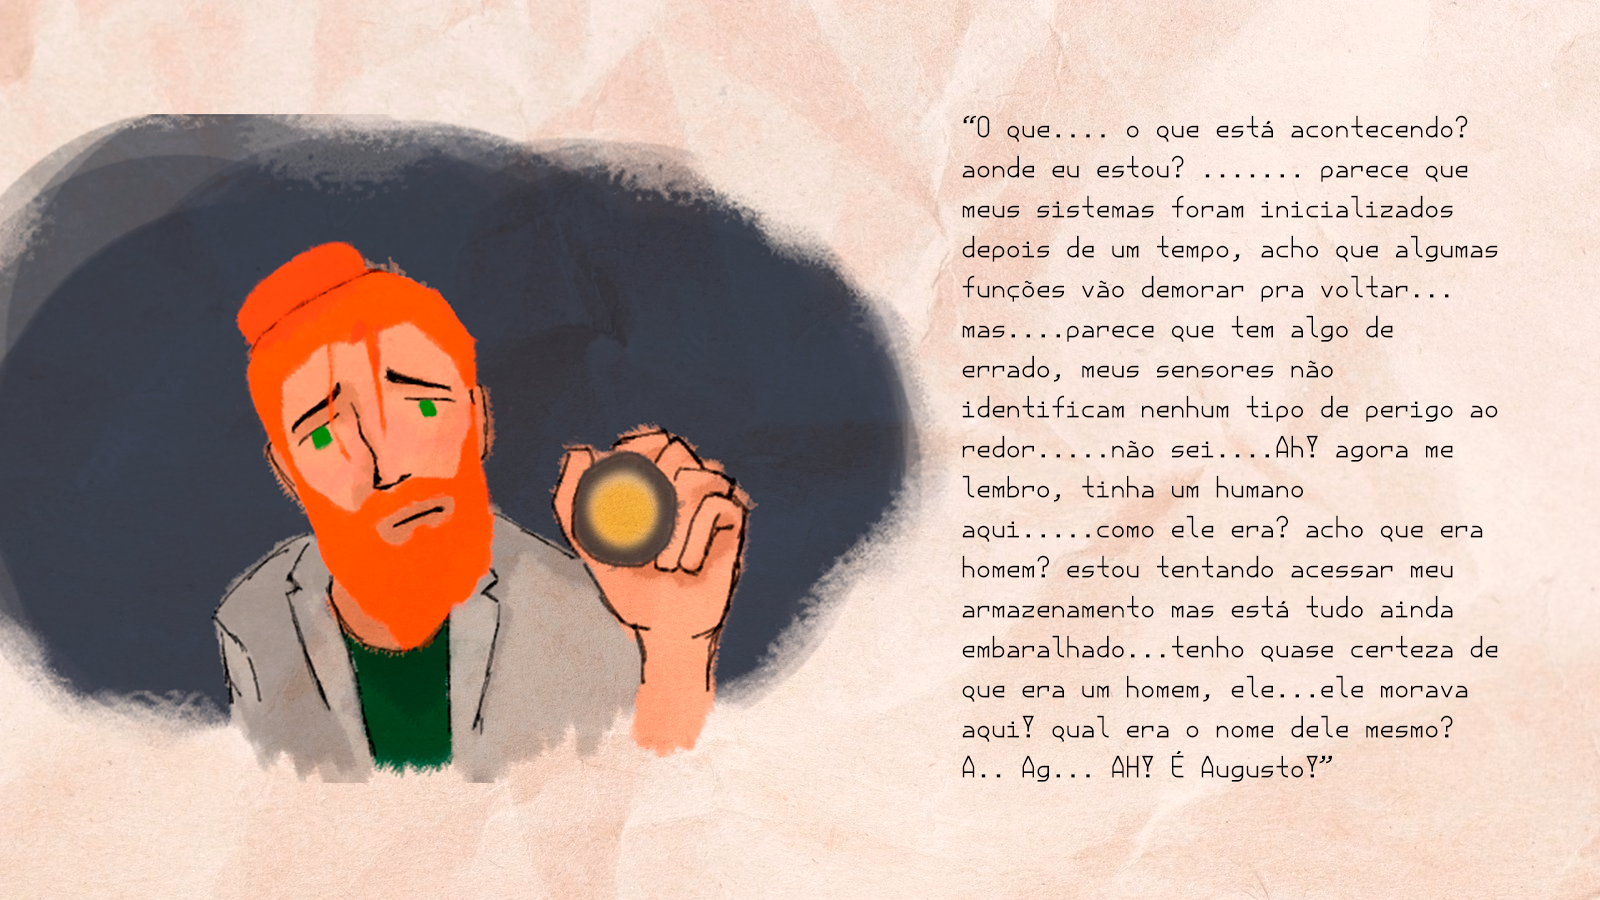 “O que.... o que está acontecendo?
aonde eu estou? ....... parece que
meus sistemas foram inicializados
depois de um tempo, acho que algumas
funções vão demorar pra voltar...
mas....parece que tem algo de
errado, meus sensores não
identificam nenhum tipo de perigo ao
redor.....não sei....Ah! agora me
lembro, tinha um humano
aqui.....como ele era? acho que era
homem? estou tentando acessar meu
armazenamento mas está tudo ainda
embaralhado...tenho quase certeza de
que era um homem, ele...ele morava
aqui! qual era o nome dele mesmo?
A.. Ag... AH! É Augusto!”